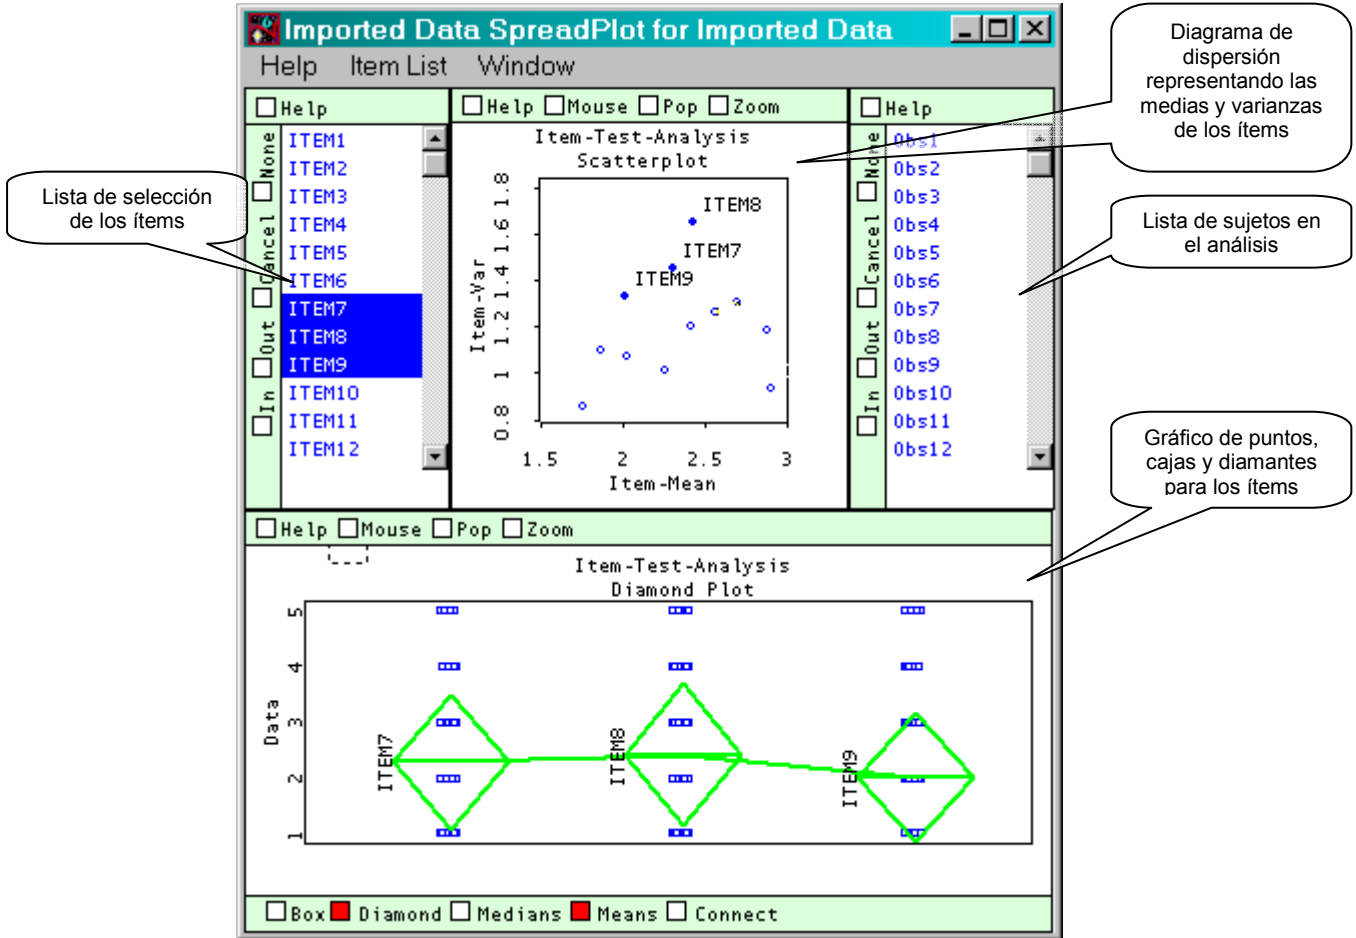 Imported Data SpreadPlot for Imported Data
Help Item List Window
Help
None
Cancel
Out
In
ITEM1
ITEM2
ITEM3
ITEM4
ITEM5
ITEM6
ITEM7
ITEM8
ITEM9
ITEM10
ITEM11
ITEM12
Help Mouse Pop Zoom
Item-Test-Analysis
Scatterplot
Item-Var
1.8
1.6
1.4
1.2
1
0.8
ITEM8
ITEM7
ITEM9
1.5 2 2.5 3
Item-Mean
Help
None
Cancel
Out
In
Obs1
Obs2
Obs3
Obs4
Obs5
Obs6
Obs7
Obs8
Obs9
Obs10
Obs11
Obs12
Help Mouse Pop Zoom
Item-Test-Analysis
Diamond Plot
Data
5
4
3
2
1
ITEM7
ITEM8
ITEM9
Box Diamond Medians Means Connect
Lista de selección
de los ítems
Diagrama de
dispersión
representando las
medias y varianzas
de los ítems
Lista de sujetos en
el análisis
Gráfico de puntos,
cajas y diamantes
para los ítems